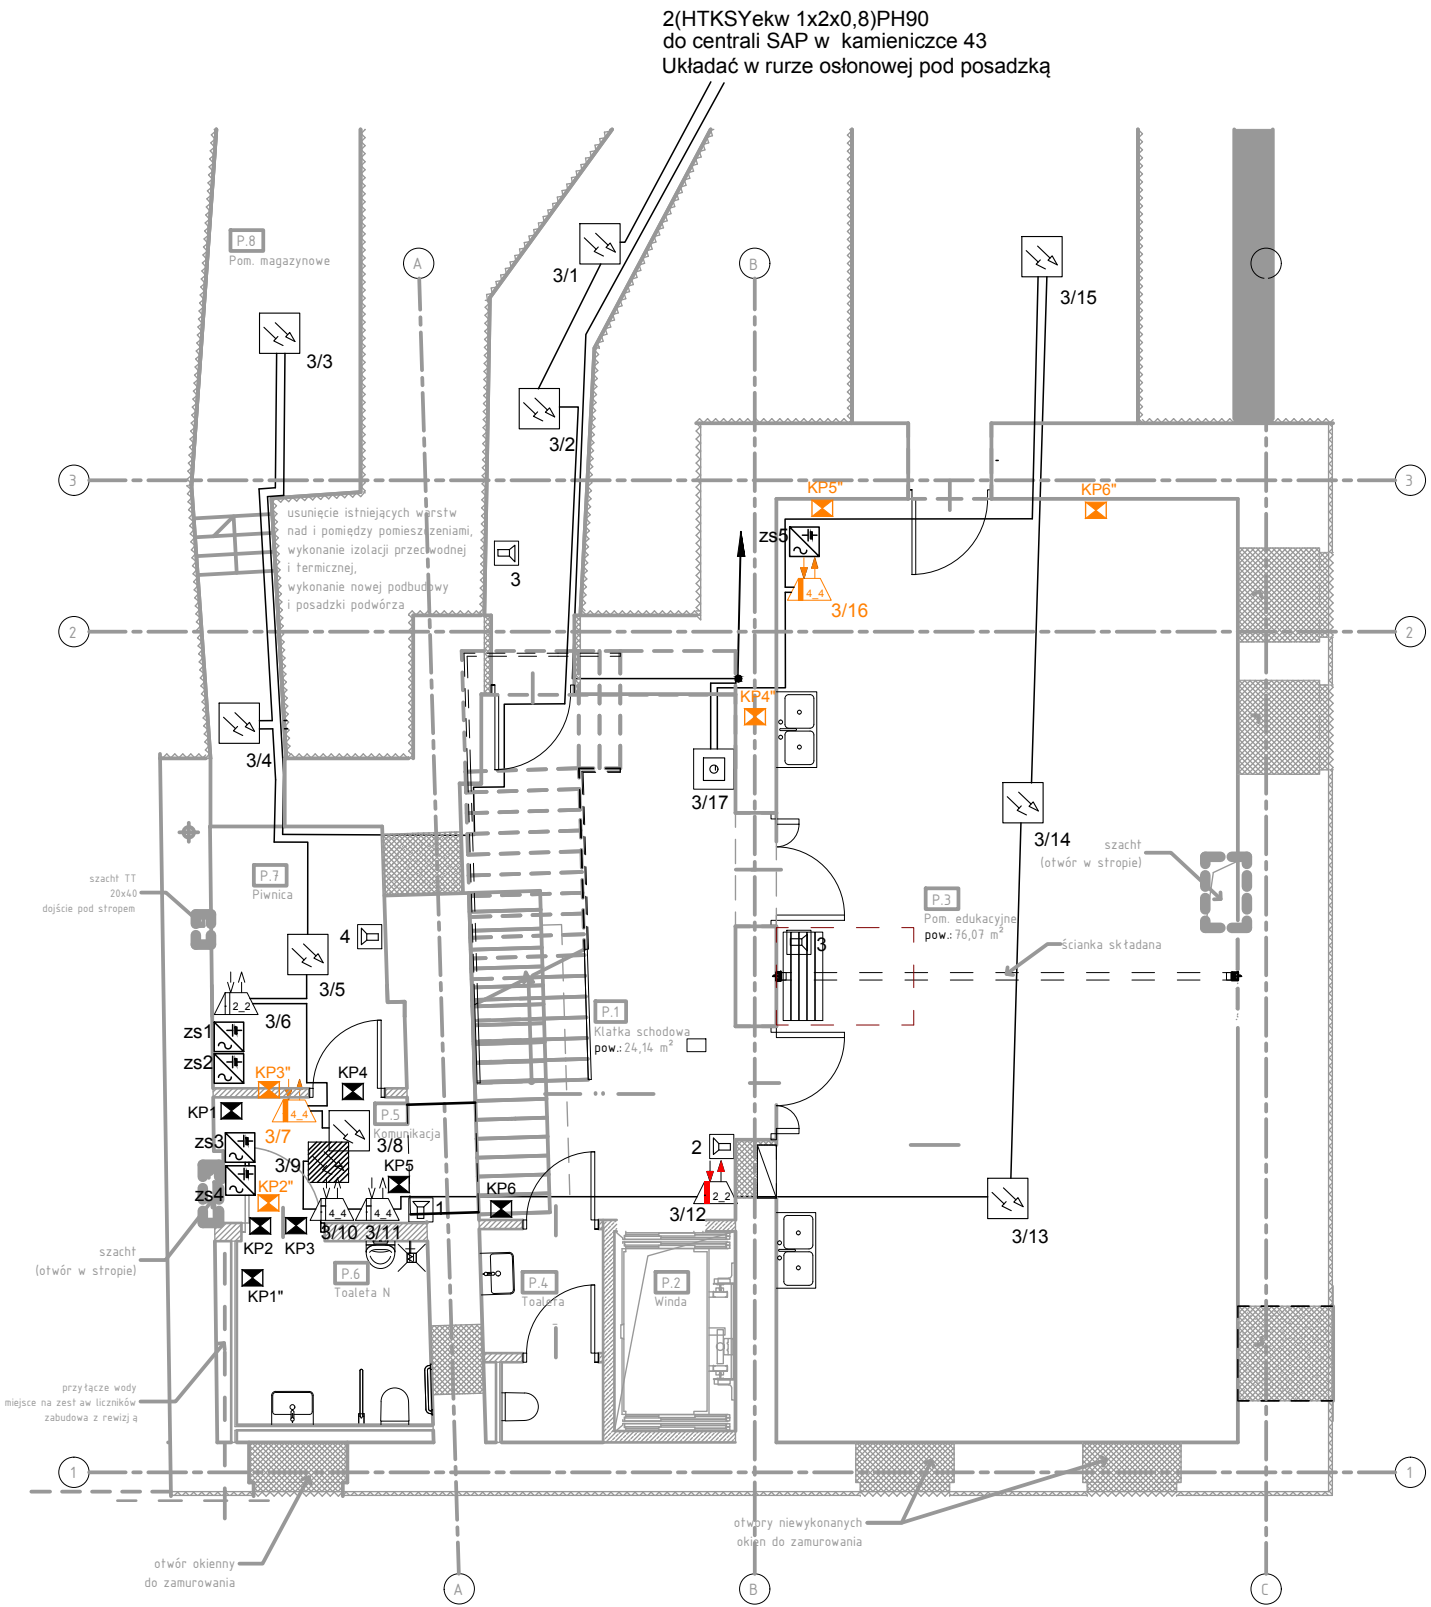 2(HTKSYekw 1x2x0,8)PH90
do centrali SAP w kamieniczce 43
Układać w rurze osłonowej pod posadzką
P.8
Pom. magazynowe
A
B
3/1
3/15
3/3
3/2
3
3
KP5"
KP6"
usunięcie istniejących warstw
nad i pomiędzy pomieszczeniami,
wykonanie izolacji przeciwwodnej
i termicznej,
wykonanie nowej podbudowy
i posadzki podwórza
zs5
3
4_4
3/16
2
2
KP4"
3/4
3/17
3/14
szacht
(otwór w stropie)
szacht TT
20x40
dojście pod stropem
P.7
Piwnica
P.3
Pom. edukacyjne
pow.: 76,07 m²
4
3
ścianka składana
3/5
2_2
3/6
P.1
Klatka schodowa
pow.: 24,14 m²
zs1
zs2
KP3"
KP4
KP1
4_4
3/7
P.5
Komunikacja
zs3
3/8
2
3/9
KP5
zs4
KP2"
4_4
4_4
1
KP6
2_2
3/12
3/10
3/11
KP2
KP3
3/13
szacht
(otwór w stropie)
P.6
Toaleta N
P.4
Toaleta
P.2
Winda
KP1"
przyłącze wody
miejsce na zestaw liczników
zabudowa z rewizją
1
1
otwory niewykonanych
okien do zamurowania
otwór okienny
do zamurowania
A
B
C